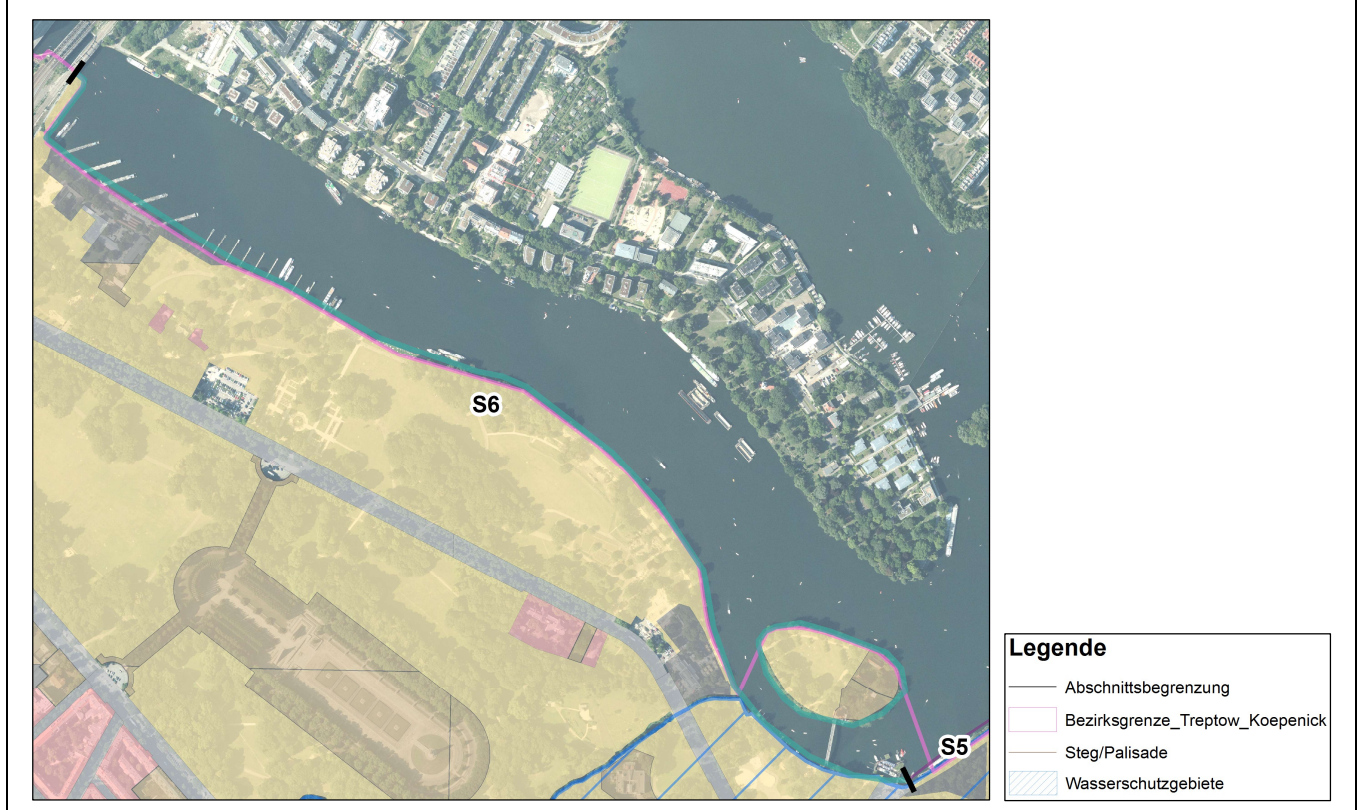 S6
S5
Legende
Abschnittsbegrenzung
Bezirksgrenze_Treptow_Koepenick
Steg/Palisade
Wasserschutzgebiete